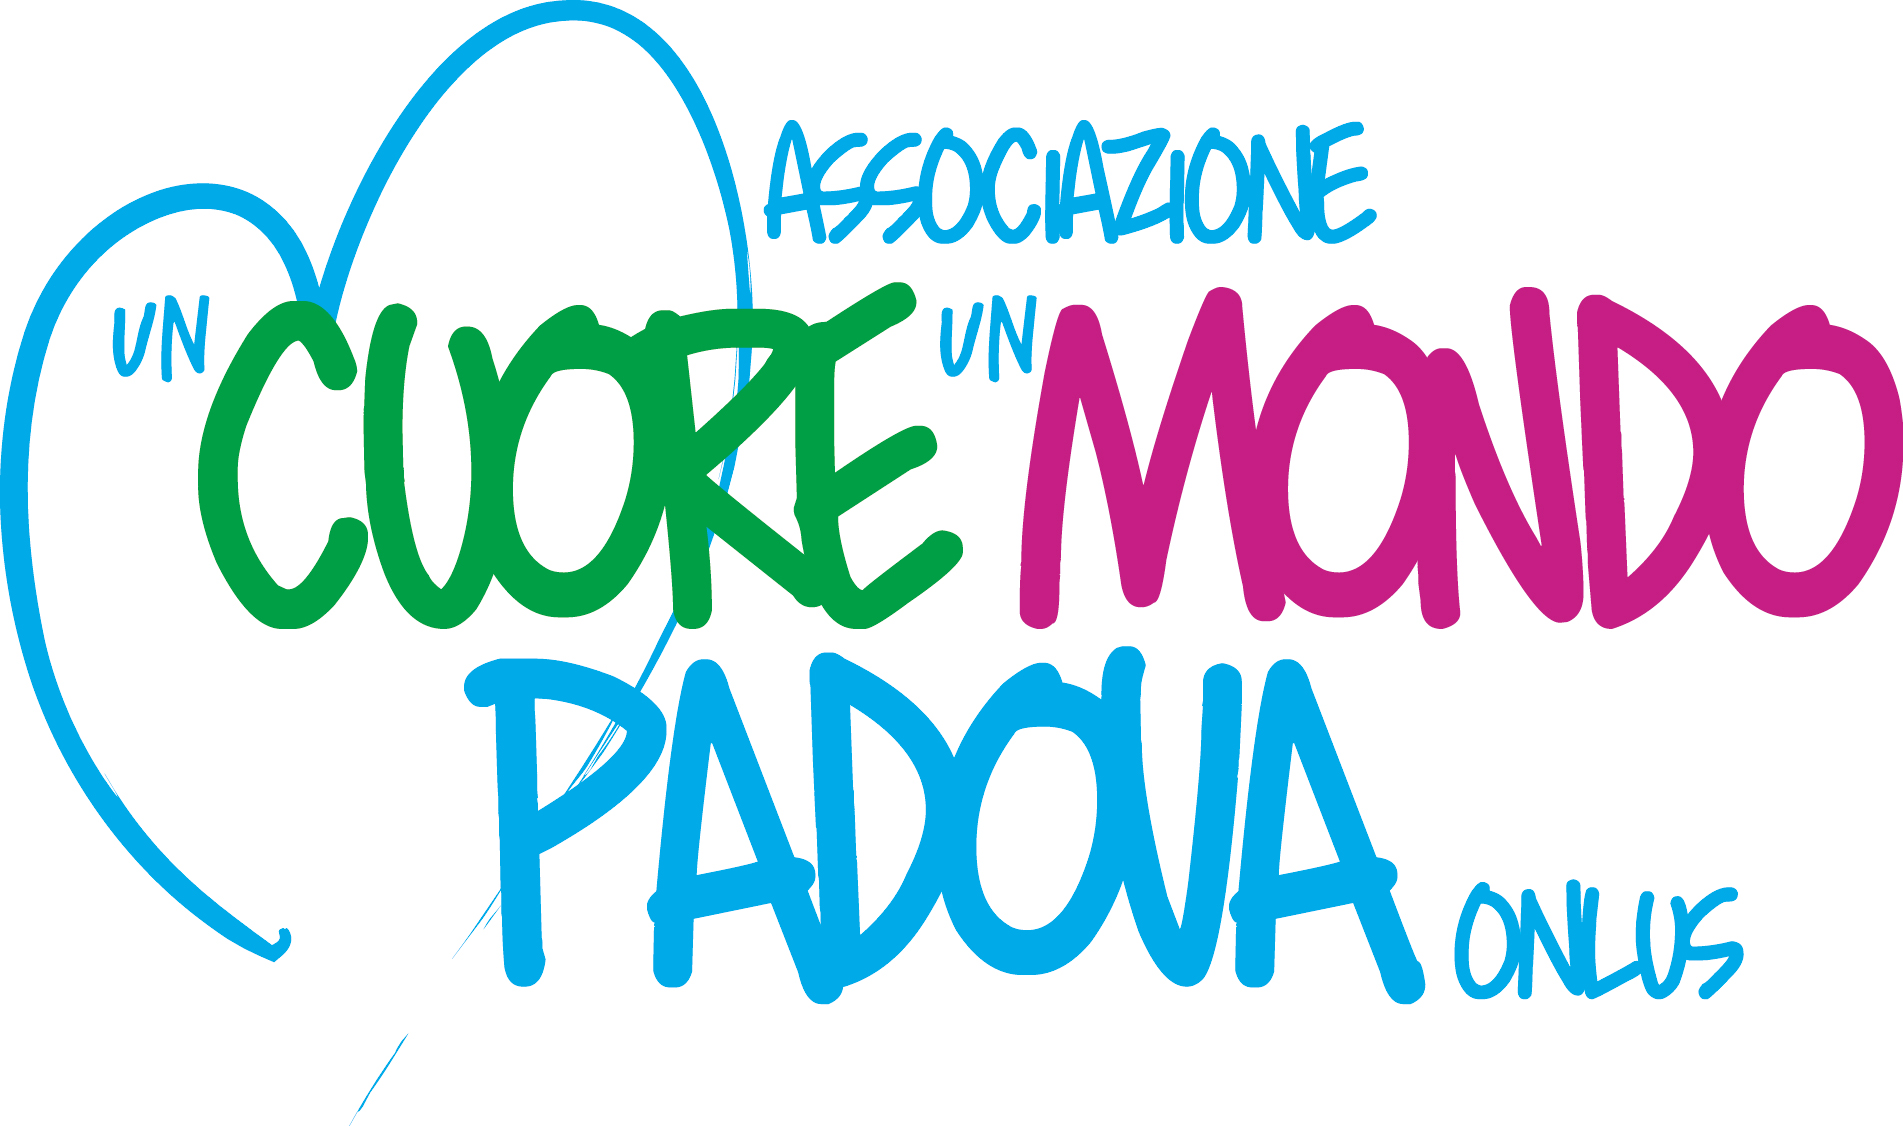 ASSOCIAZIONE
UN CUORE UN MONDO
PADOVA ONLUS